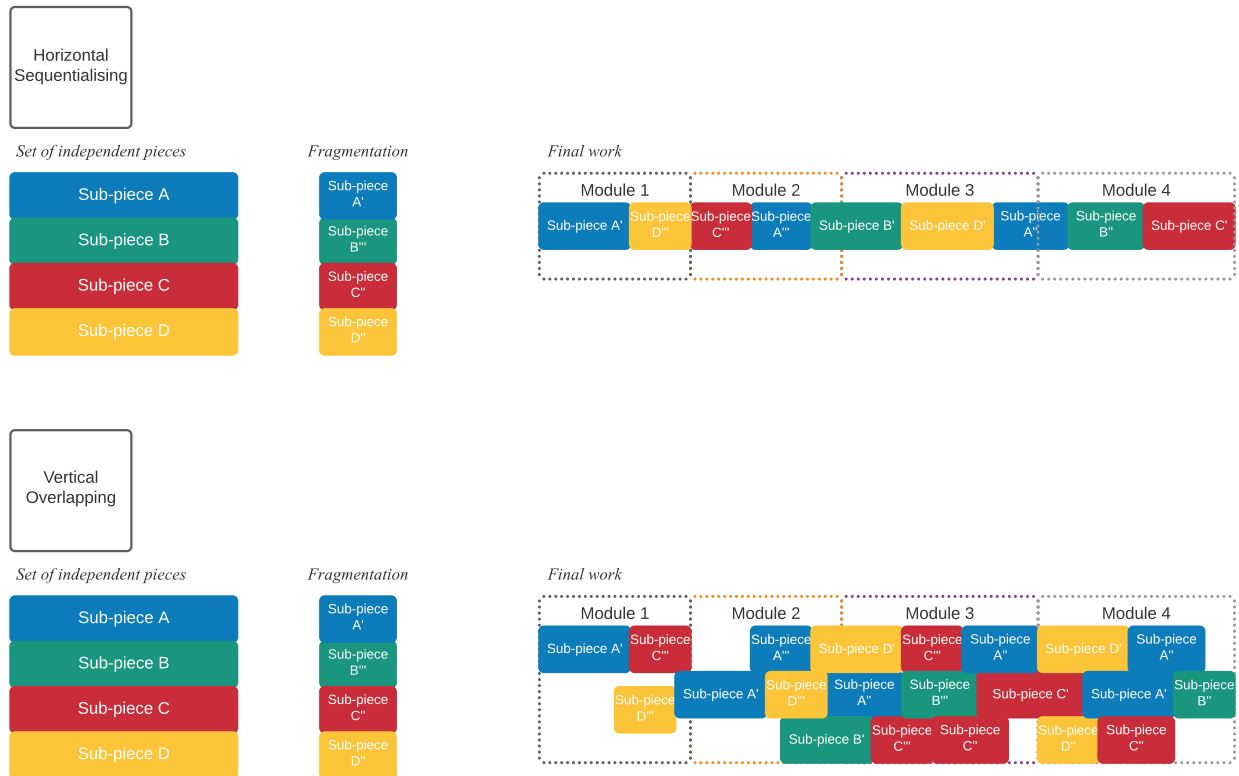 Horizontal
Sequentialising
Set of independent pieces
Fragmentation
Final work
Sub-piece A
Sub-piece B
Sub-piece C
Sub-piece D
Sub-piece
A'
Sub-piece
B'''
Sub-piece
C''
Sub-piece
D''
Module 1
Module 2
Module 3
Module 4
Sub-piece A'
Sub-piece
D'''
Sub-piece
C'''
Sub-piece
A'''
Sub-piece B'
Sub-piece D'
Sub-piece
A''
Sub-piece
B''
Sub-piece C'
Vertical
Overlapping
Set of independent pieces
Fragmentation
Final work
Sub-piece A
Sub-piece B
Sub-piece C
Sub-piece D
Sub-piece
A'
Sub-piece
B'''
Sub-piece
C''
Sub-piece
D''
Module 1
Module 2
Module 3
Module 4
Sub-piece A'
Sub-piece
C'''
Sub-piece
A'''
Sub-piece D'
Sub-piece
C'''
Sub-piece
A''
Sub-piece D'
Sub-piece
A''
Sub-piece
D'''
Sub-piece A'
Sub-piece
D'''
Sub-piece
A''
Sub-piece
B'''
Sub-piece C'
Sub-piece A'
Sub-piece
B''
Sub-piece B'
Sub-piece
C'''
Sub-piece
C''
Sub-piece
D''
Sub-piece
C''